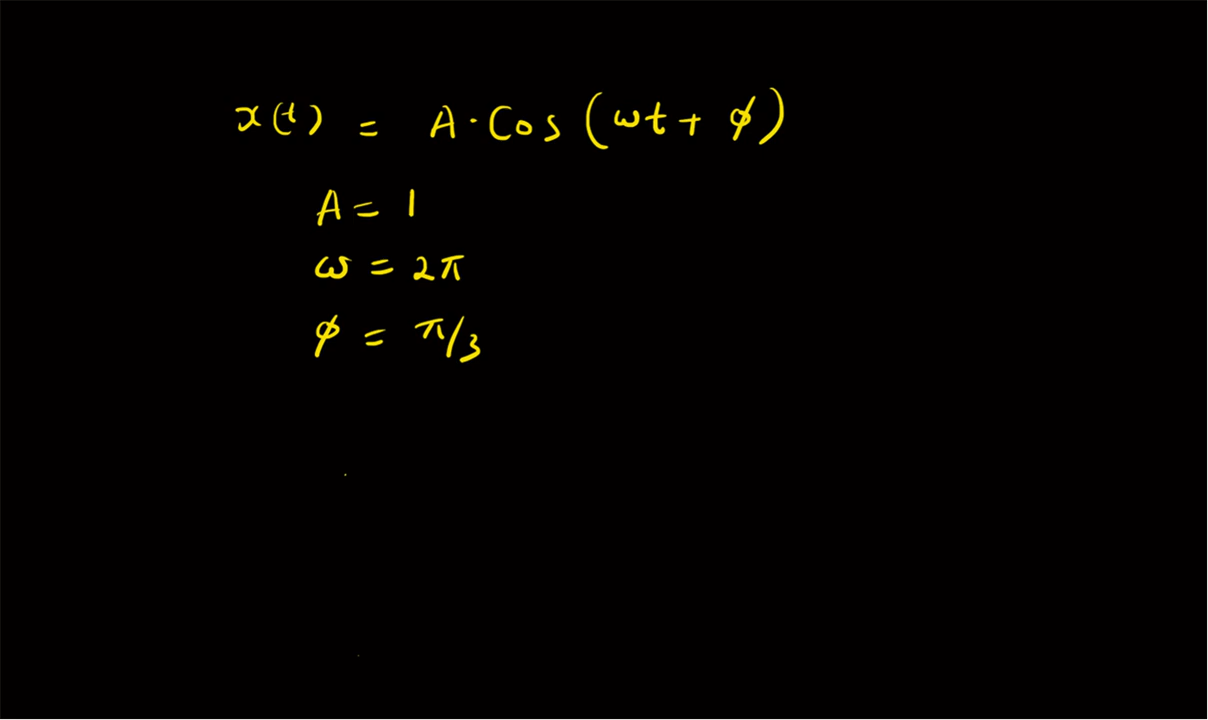 x(t) = A·Cos(ωt + φ)
A = 1
ω = 2π
φ = π/3